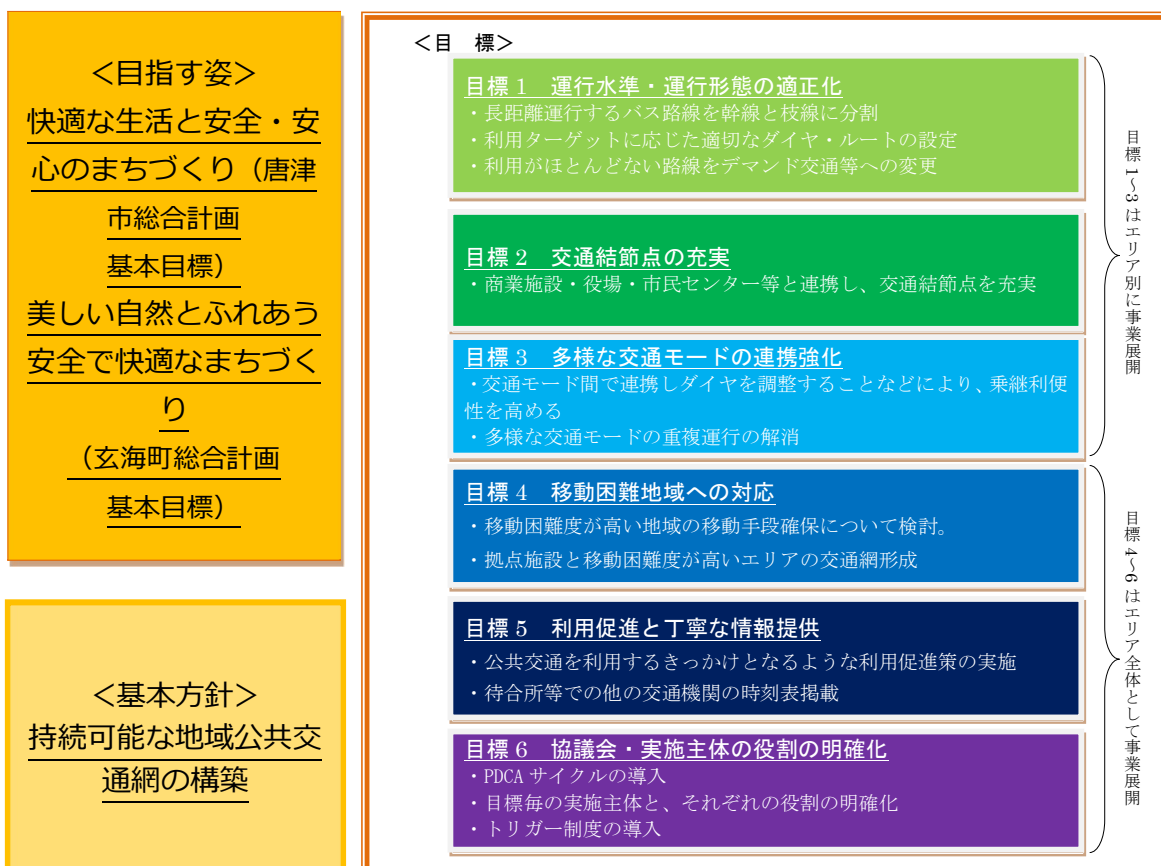 ＜目指す姿＞
快適な生活と安全・安
心のまちづくり（唐津
市総合計画
基本目標）
美しい自然とふれあう
安全で快適なまちづく
り
（玄海町総合計画
基本目標）
＜基本方針＞
持続可能な地域公共交
通網の構築
＜目　標＞
目標 1　運行水準・運行形態の適正化
・長距離運行するバス路線を幹線と枝線に分割
・利用ターゲットに応じた適切なダイヤ・ルートの設定
・利用がほとんどない路線をデマンド交通等への変更
目標 2　交通結節点の充実
・商業施設・役場・市民センター等と連携し、交通結節点を充実
目標 3　多様な交通モードの連携強化
・交通モード間で連携しダイヤを調整することなどにより、乗継利便
性を高める
・多様な交通モードの重複運行の解消
目標 1～3 はエリア別に事業展開
目標 4　移動困難地域への対応
・移動困難度が高い地域の移動手段確保について検討。
・拠点施設と移動困難度が高いエリアの交通網形成
目標 5　利用促進と丁寧な情報提供
・公共交通を利用するきっかけとなるような利用促進策の実施
・待合所等での他の交通機関の時刻表掲載
目標 6　協議会・実施主体の役割の明確化
・PDCA サイクルの導入
・目標毎の実施主体と、それぞれの役割の明確化
・トリガー制度の導入
目標 4～6 はエリア全体として事業展開